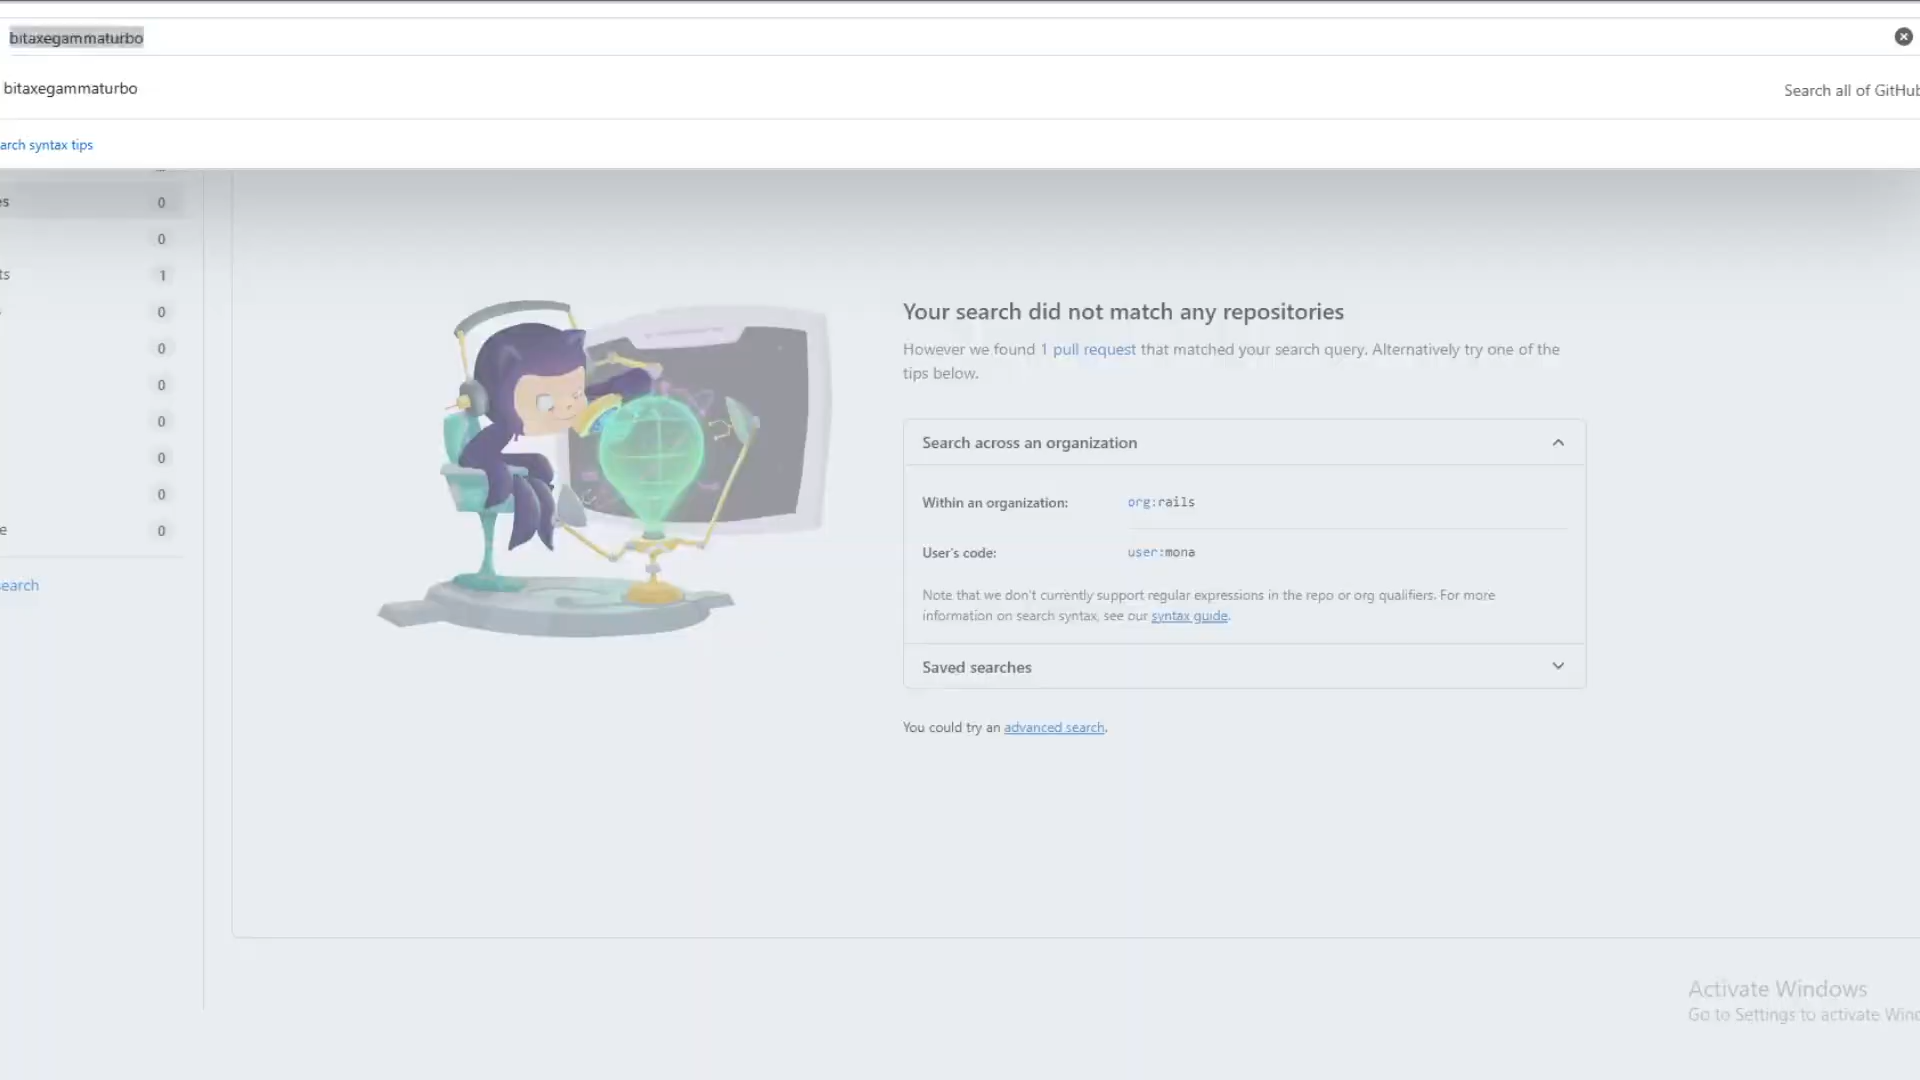 bitaxegammaturbo
bitaxegammaturbo
Search all of GitHub
arch syntax tips
es 0
0
ts 1
0
0
0
0
0
0
e 0
earch
Your search did not match any repositories
However we found 1 pull request that matched your search query. Alternatively try one of the
tips below.
Search across an organization
Within an organization: org:rails
User's code: user:mona
Note that we don't currently support regular expressions in the repo or org qualifiers. For more
information on search syntax, see our syntax guide.
Saved searches
You could try an advanced search.
Activate Windows
Go to Settings to activate Wind